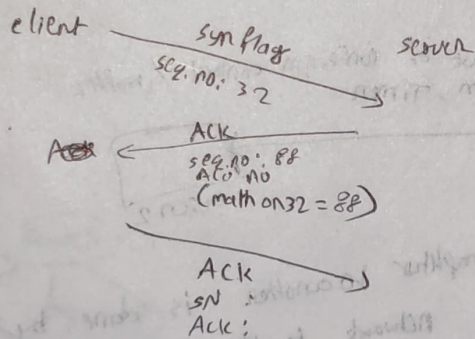 client
syn flag
server
seq. no: 32
ACK
seq.no: 88
no
(math on 32 = 88)
ACK
SN :
Ack :